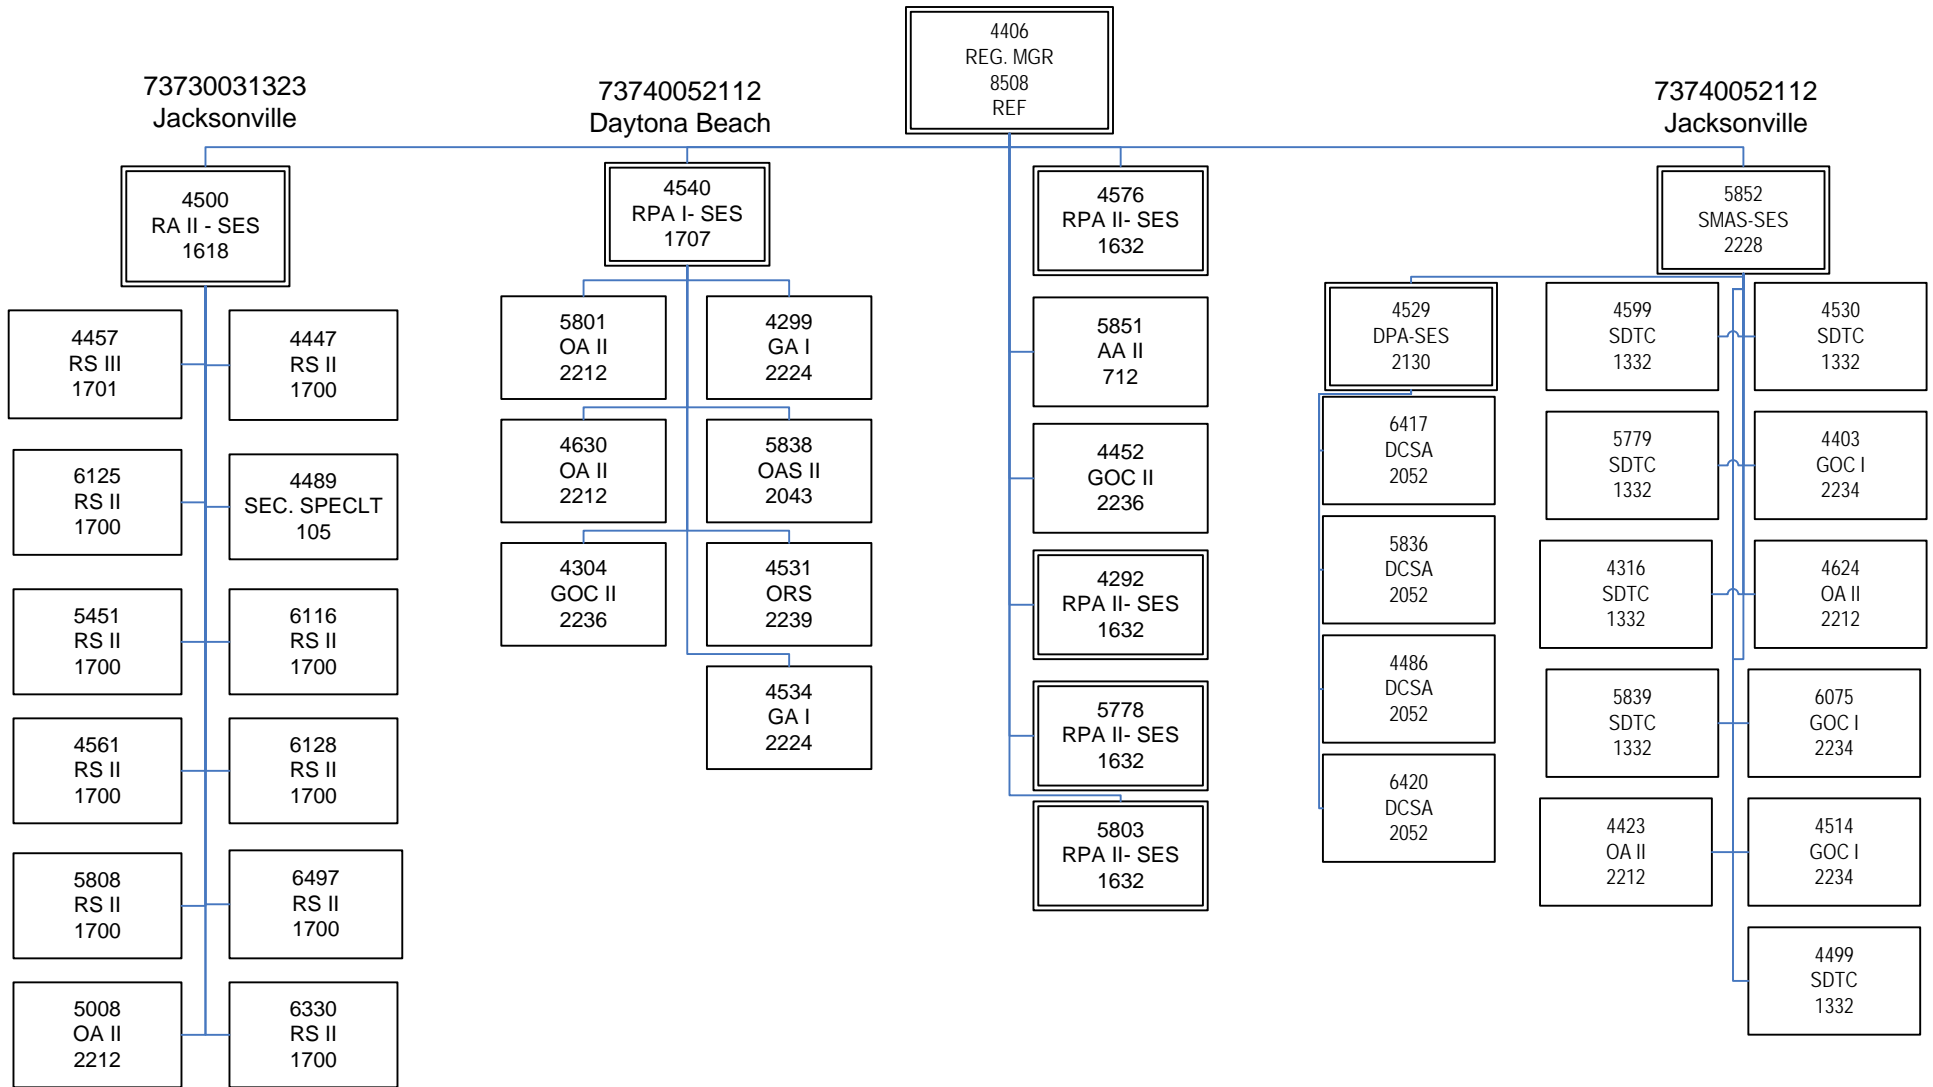 4406
REG. MGR
8508
REF
73730031323
Jacksonville
73740052112
Daytona Beach
73740052112
Jacksonville
4500
RA II - SES
1618
4540
RPA I- SES
1707
4576
RPA II- SES
1632
5852
SMAS-SES
2228
4457
RS III
1701
4447
RS II
1700
6125
RS II
1700
4489
SEC. SPECLT
105
5451
RS II
1700
6116
RS II
1700
4561
RS II
1700
6128
RS II
1700
5808
RS II
1700
6497
RS II
1700
5008
OA II
2212
6330
RS II
1700
5801
OA II
2212
4299
GA I
2224
4630
OA II
2212
5838
OAS II
2043
4304
GOC II
2236
4531
ORS
2239
4534
GA I
2224
5851
AA II
712
4452
GOC II
2236
4292
RPA II- SES
1632
5778
RPA II- SES
1632
5803
RPA II- SES
1632
4529
DPA-SES
2130
6417
DCSA
2052
5836
DCSA
2052
4486
DCSA
2052
6420
DCSA
2052
4599
SDTC
1332
4530
SDTC
1332
5779
SDTC
1332
4403
GOC I
2234
4316
SDTC
1332
4624
OA II
2212
5839
SDTC
1332
6075
GOC I
2234
4423
OA II
2212
4514
GOC I
2234
4499
SDTC
1332